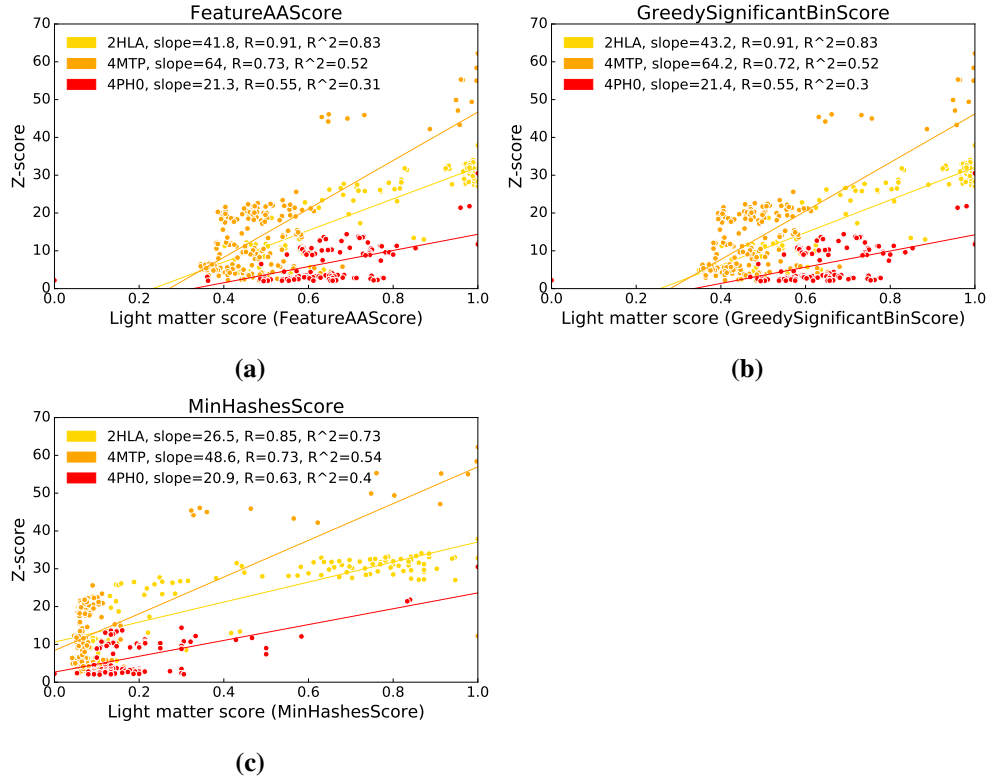 FeatureAAScore
70
60
50
40
30
20
10
0
Z-score
2HLA, slope=41.8, R=0.91, R^2=0.83
4MTP, slope=64, R=0.73, R^2=0.52
4PH0, slope=21.3, R=0.55, R^2=0.31
0.0 0.2 0.4 0.6 0.8 1.0
Light matter score (FeatureAAScore)
(a)
GreedySignificantBinScore
70
60
50
40
30
20
10
0
Z-score
2HLA, slope=43.2, R=0.91, R^2=0.83
4MTP, slope=64.2, R=0.72, R^2=0.52
4PH0, slope=21.4, R=0.55, R^2=0.3
0.0 0.2 0.4 0.6 0.8 1.0
Light matter score (GreedySignificantBinScore)
(b)
MinHashesScore
70
60
50
40
30
20
10
0
Z-score
2HLA, slope=26.5, R=0.85, R^2=0.73
4MTP, slope=48.6, R=0.73, R^2=0.54
4PH0, slope=20.9, R=0.63, R^2=0.4
0.0 0.2 0.4 0.6 0.8 1.0
Light matter score (MinHashesScore)
(c)